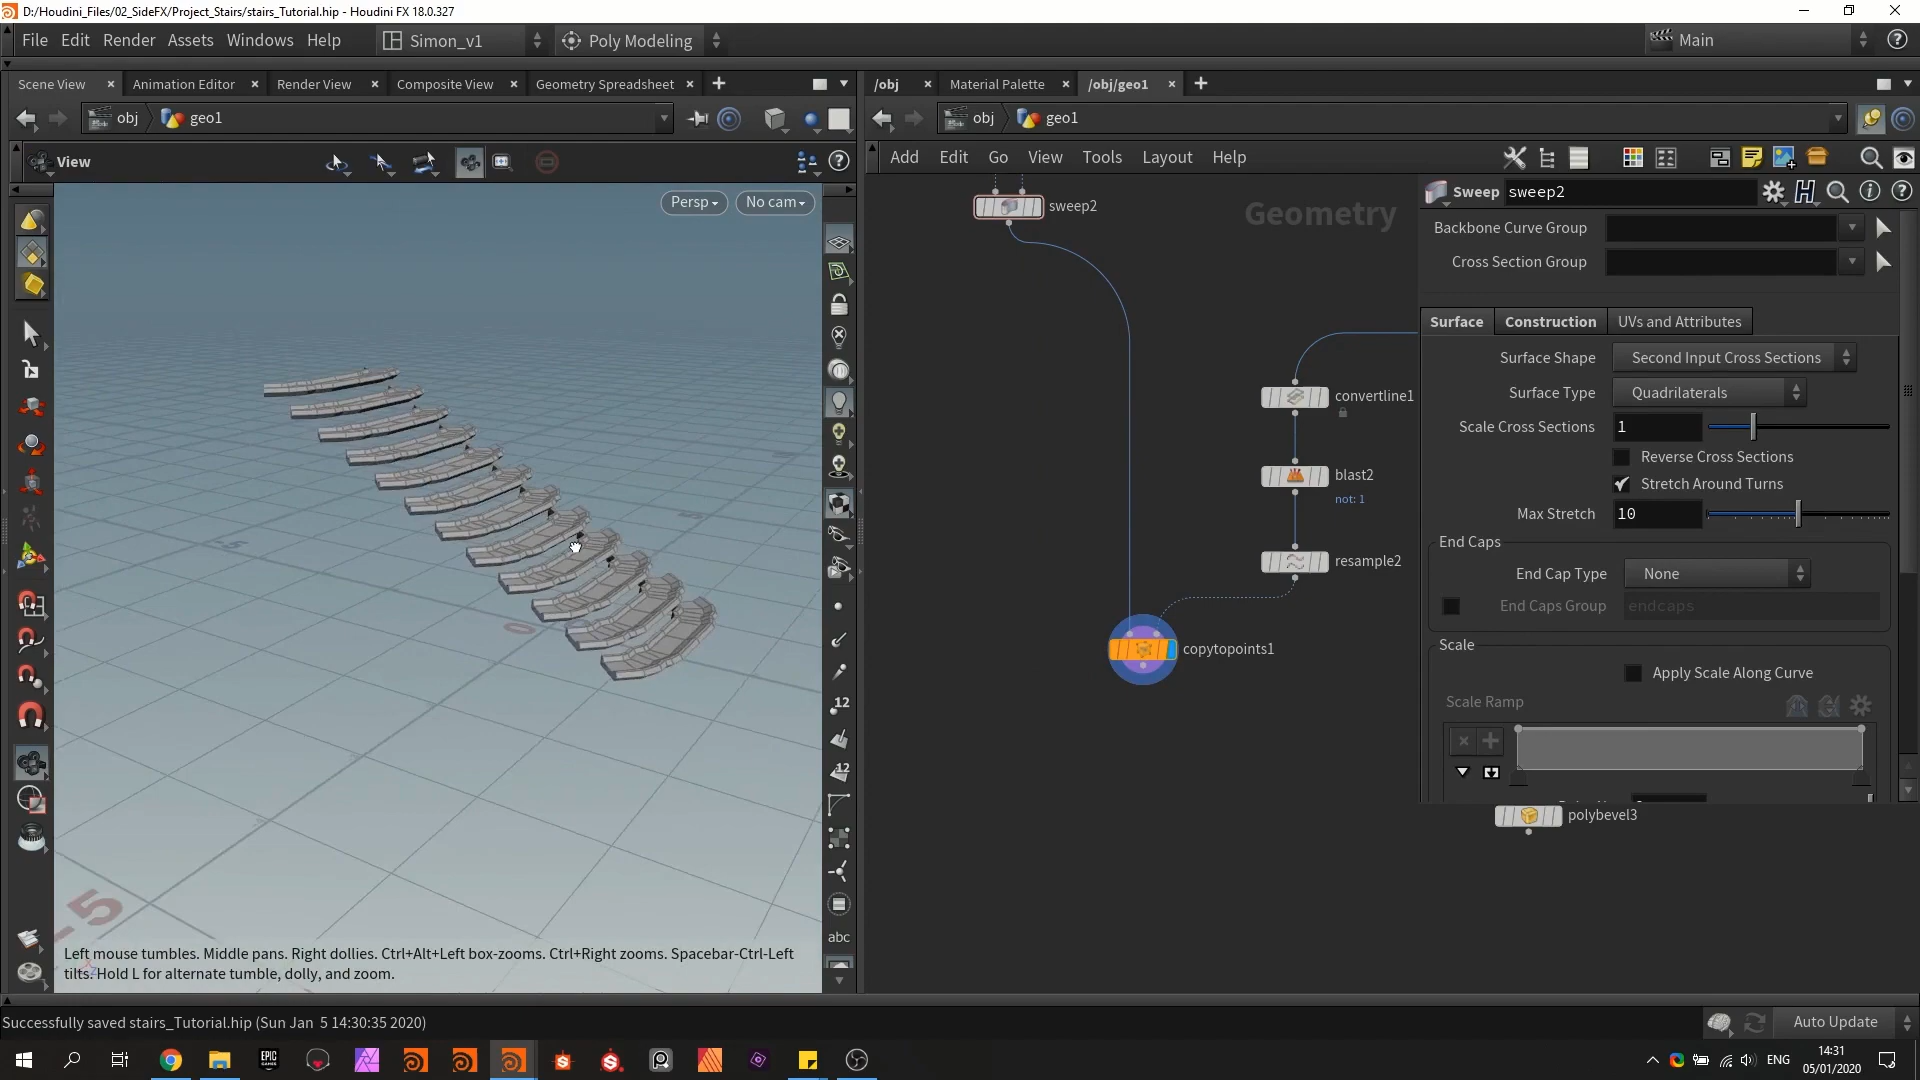 D:/Houdini_Files/02_SideFX/Project_Stairs/stairs_Tutorial.hip - Houdini FX 18.0.327
File Edit Render Assets Windows Help Simon_v1 Poly Modeling Main
Scene View Animation Editor Render View Composite View Geometry Spreadsheet
/obj Material Palette /obj/geo1
obj geo1
obj geo1
View
Add Edit Go View Tools Layout Help
Persp No cam
sweep2
Geometry
convertline1
blast2
not: 1
resample2
copytopoints1
polybevel3
Sweep sweep2
Backbone Curve Group
Cross Section Group
Surface Construction UVs and Attributes
Surface Shape Second Input Cross Sections
Surface Type Quadrilaterals
Scale Cross Sections 1
Reverse Cross Sections
Stretch Around Turns
Max Stretch 10
End Caps
End Cap Type None
End Caps Group endcaps
Scale
Apply Scale Along Curve
Scale Ramp
12
12
abc
0
-5
Left mouse tumbles. Middle pans. Right dollies. Ctrl+Alt+Left box-zooms. Ctrl+Right zooms. Spacebar-Ctrl-Left
tilts. Hold L for alternate tumble, dolly, and zoom.
Successfully saved stairs_Tutorial.hip (Sun Jan 5 14:30:35 2020)
Auto Update
EPIC
ENG
14:31
05/01/2020